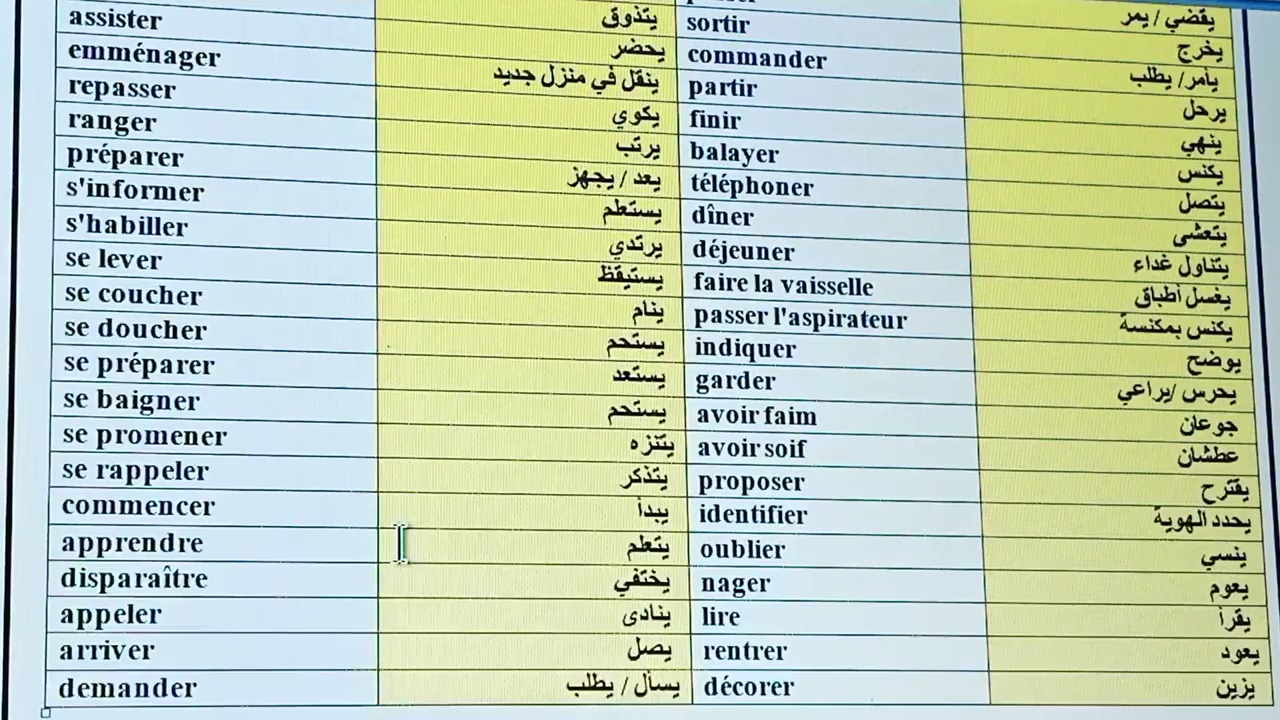 يقضي / يمر
يتذوق sortir يخرج
assister يحضر commander يأمر/ يطلب
emménager ينقل في منزل جديد partir يرحل
repasser يكوي finir ينهي
ranger يرتب balayer يكنس
préparer يعد / يجهز téléphoner يتصل
s'informer يستعلم dîner يتعشى
s'habiller يرتدي déjeuner يتناول غداء
se lever يستيقظ faire la vaisselle يغسل أطباق
se coucher ينام passer l'aspirateur يكنس بمكنسة
se doucher يستحم indiquer يوضح
se préparer يستعد garder يحرس /يراعي
se baigner يستحم avoir faim جوعان
se promener يتنزه avoir soif عطشان
se rappeler يتذكر proposer يقترح
commencer يبدأ identifier يحدد الهوية
apprendre يتعلم oublier ينسي
disparaître يختفي nager يعوم
appeler ينادى lire يقرأ
arriver يصل rentrer يعود
demander يسأل / يطلب décorer يزين